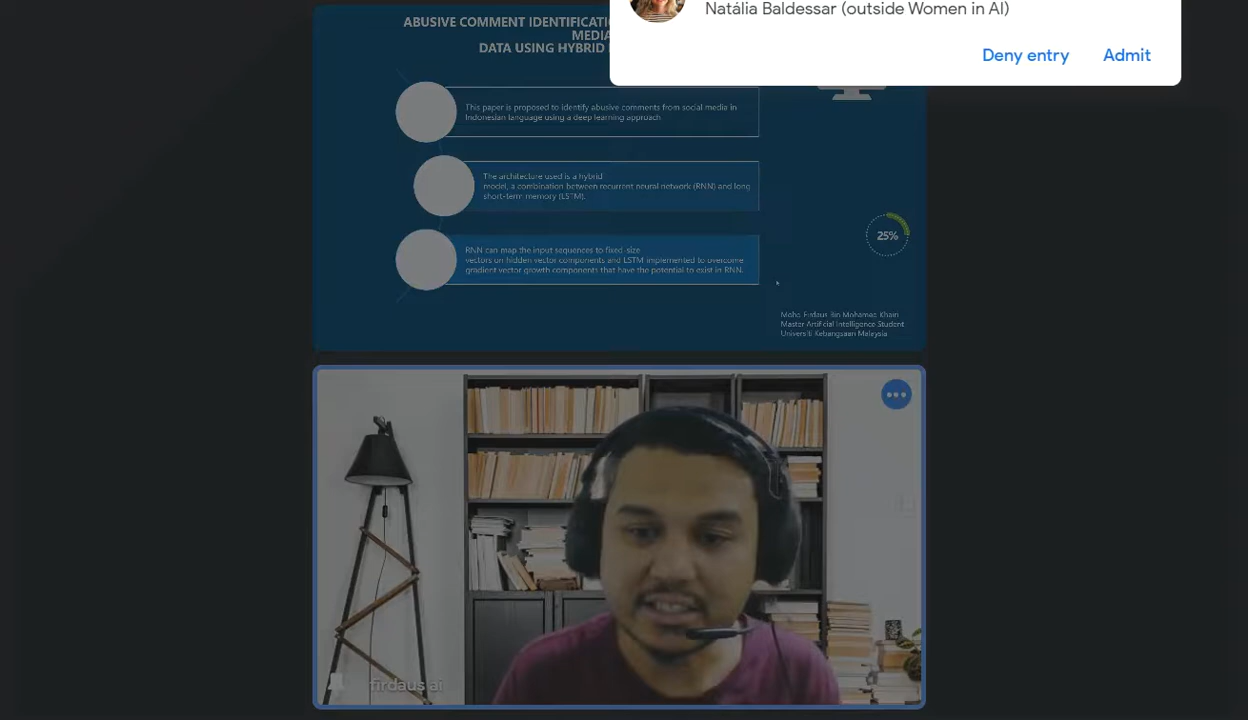 Natália Baldessar (outside Women in AI)
Deny entry
Admit
ABUSIVE COMMENT
MEDIA
DATA USING HYBRID
This paper is proposed to identify abusive comments from social media in
Indonesian language using a deep learning approach
The architecture used is a hybrid
model, a combination between recurrent neural network (RNN) and long
short-term memory (LSTM).
RNN can map the input sequences to fixed-size
vectors on hidden vector components and LSTM implemented to overcome
gradient vector growth components that have the potential to exist in RNN.
25%
Mohd Firdaus Bin Mohamad
Master Artificial Intelligence Student
Universiti Kebangsaan Malaysia
firdaus ai